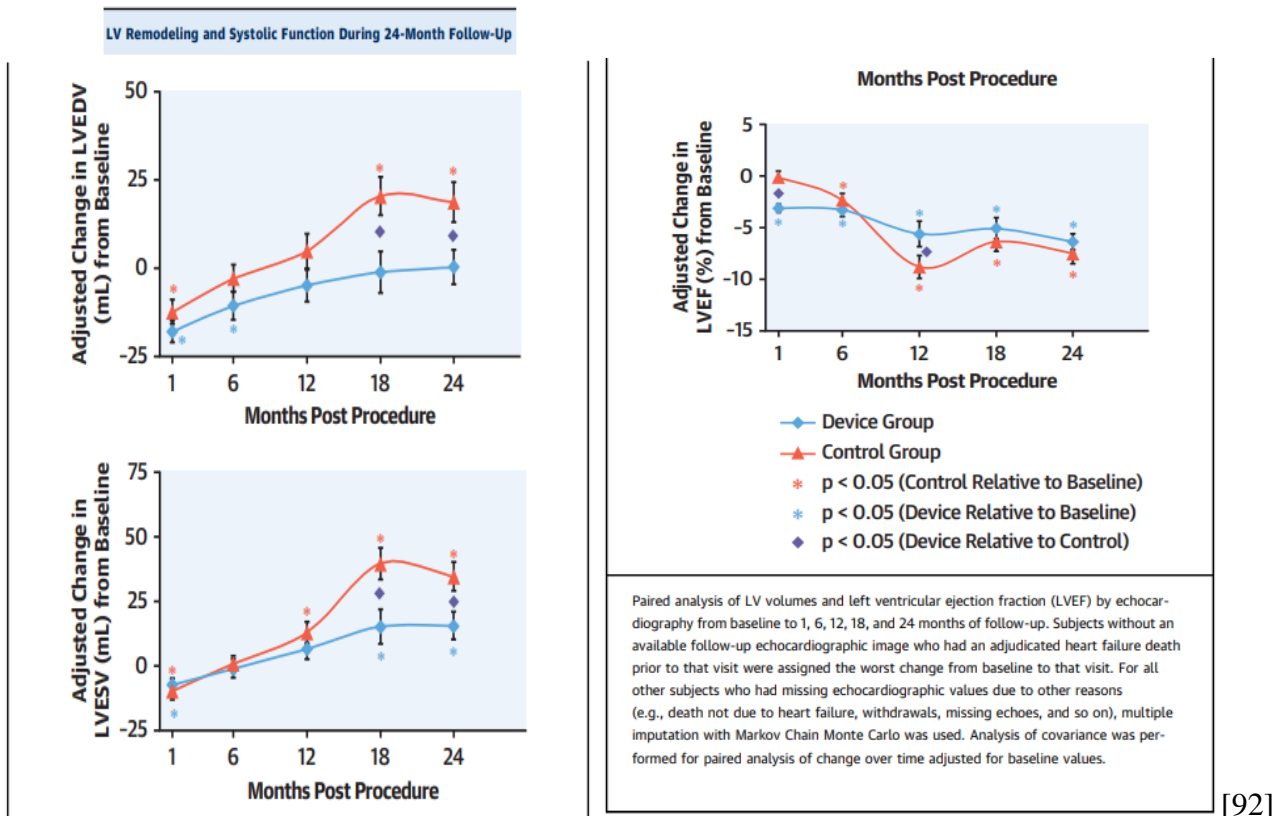 LV Remodeling and Systolic Function During 24-Month Follow-Up
Adjusted Change in LVEDV
(mL) from Baseline
50
25
0
–25
1 6 12 18 24
Months Post Procedure
Adjusted Change in
LVESV (mL) from Baseline
75
50
25
0
–25
1 6 12 18 24
Months Post Procedure
Months Post Procedure
Adjusted Change in
LVEF (%) from Baseline
5
0
–5
–10
–15
1 6 12 18 24
Months Post Procedure
Device Group
Control Group
* p < 0.05 (Control Relative to Baseline)
* p < 0.05 (Device Relative to Baseline)
◆ p < 0.05 (Device Relative to Control)
Paired analysis of LV volumes and left ventricular ejection fraction (LVEF) by echocar-
diography from baseline to 1, 6, 12, 18, and 24 months of follow-up. Subjects without an
available follow-up echocardiographic image who had an adjudicated heart failure death
prior to that visit were assigned the worst change from baseline to that visit. For all
other subjects who had missing echocardiographic values due to other reasons
(e.g., death not due to heart failure, withdrawals, missing echoes, and so on), multiple
imputation with Markov Chain Monte Carlo was used. Analysis of covariance was per-
formed for paired analysis of change over time adjusted for baseline values.
[92]